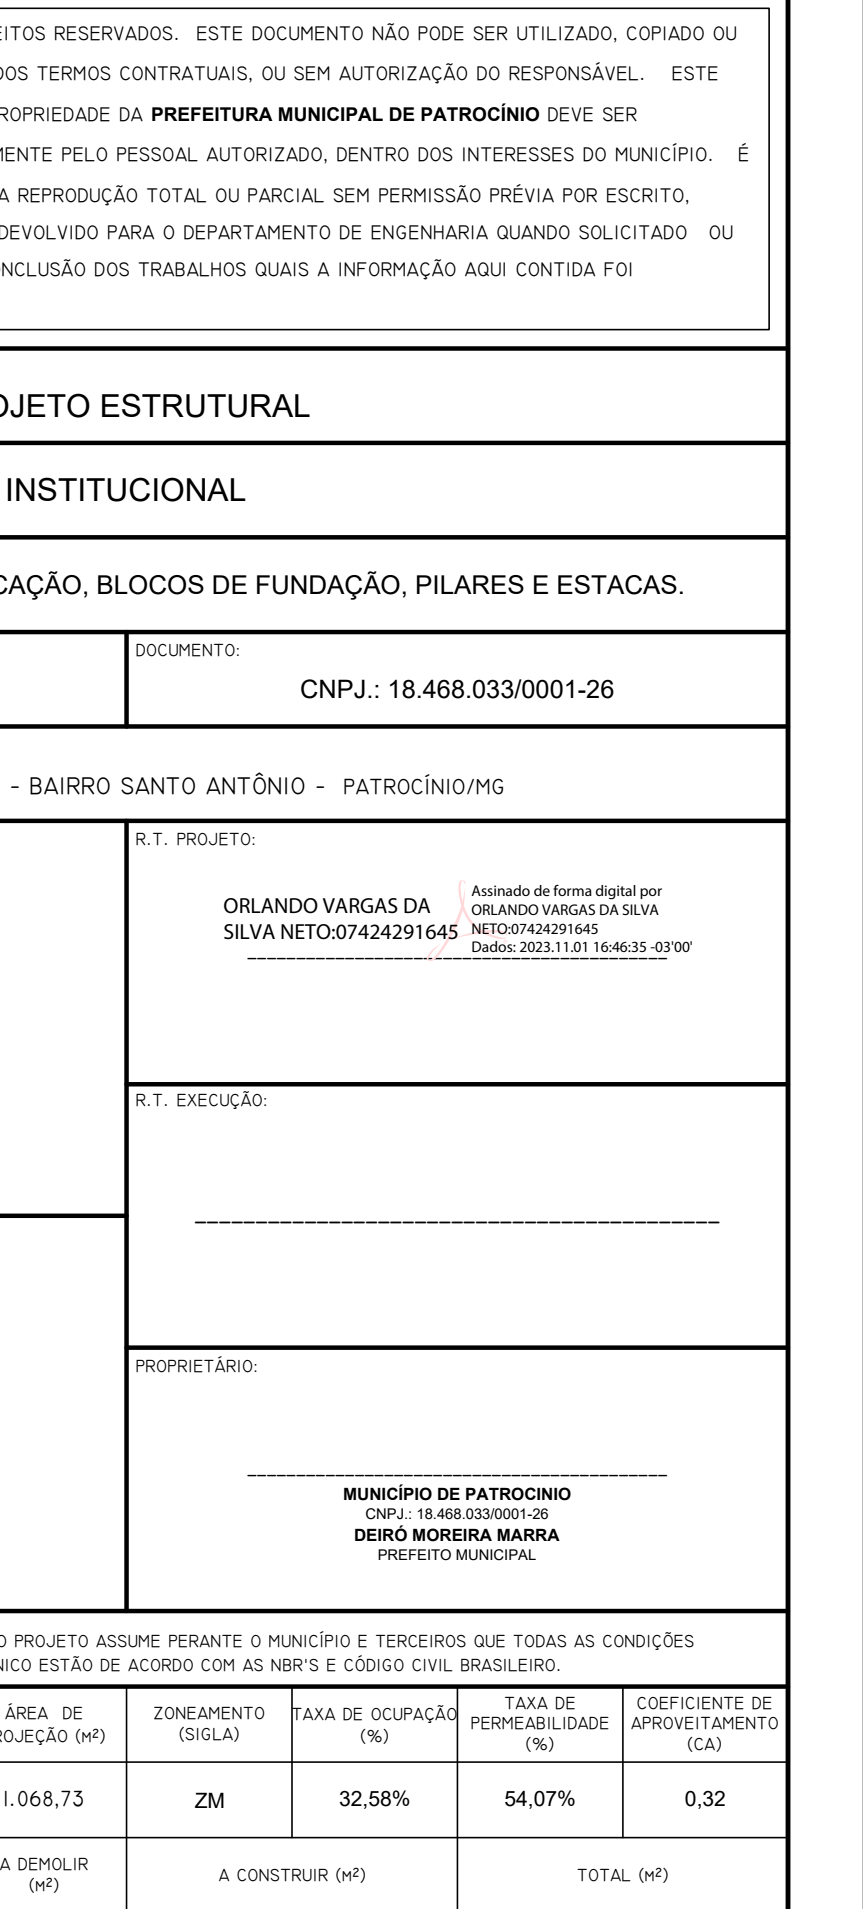 EITOS RESERVADOS. ESTE DOCUMENTO NÃO PODE SER UTILIZADO, COPIADO OU
DOS TERMOS CONTRATUAIS, OU SEM AUTORIZAÇÃO DO RESPONSÁVEL. ESTE
ROPRIEDADE DA PREFEITURA MUNICIPAL DE PATROCÍNIO DEVE SER
MENTE PELO PESSOAL AUTORIZADO, DENTRO DOS INTERESSES DO MUNICÍPIO. É
A REPRODUÇÃO TOTAL OU PARCIAL SEM PERMISSÃO PRÉVIA POR ESCRITO,
DEVOLVIDO PARA O DEPARTAMENTO DE ENGENHARIA QUANDO SOLICITADO OU
ONCLUSÃO DOS TRABALHOS QUAIS A INFORMAÇÃO AQUI CONTIDA FOI
OJETO ESTRUTURAL
INSTITUCIONAL
CAÇÃO, BLOCOS DE FUNDAÇÃO, PILARES E ESTACAS.
DOCUMENTO:
CNPJ.: 18.468.033/0001-26
- BAIRRO SANTO ANTÔNIO - PATROCÍNIO/MG
R.T. PROJETO:
ORLANDO VARGAS DA
SILVA NETO:07424291645
Assinado de forma digital por
ORLANDO VARGAS DA SILVA
NETO:07424291645
Dados: 2023.11.01 16:46:35 -03'00'
R.T. EXECUÇÃO:
PROPRIETÁRIO:
MUNICÍPIO DE PATROCINIO
CNPJ.: 18.468.033/0001-26
DEIRÓ MOREIRA MARRA
PREFEITO MUNICIPAL
O PROJETO ASSUME PERANTE O MUNICÍPIO E TERCEIROS QUE TODAS AS CONDIÇÕES
NICO ESTÃO DE ACORDO COM AS NBR'S E CÓDIGO CIVIL BRASILEIRO.
ÁREA DE
ROJEÇÃO (M²)
ZONEAMENTO
(SIGLA)
TAXA DE OCUPAÇÃO
(%)
TAXA DE
PERMEABILIDADE
(%)
COEFICIENTE DE
APROVEITAMENTO
(CA)
1.068,73
ZM
32,58%
54,07%
0,32
A DEMOLIR
(M²)
A CONSTRUIR (M²)
TOTAL (M²)